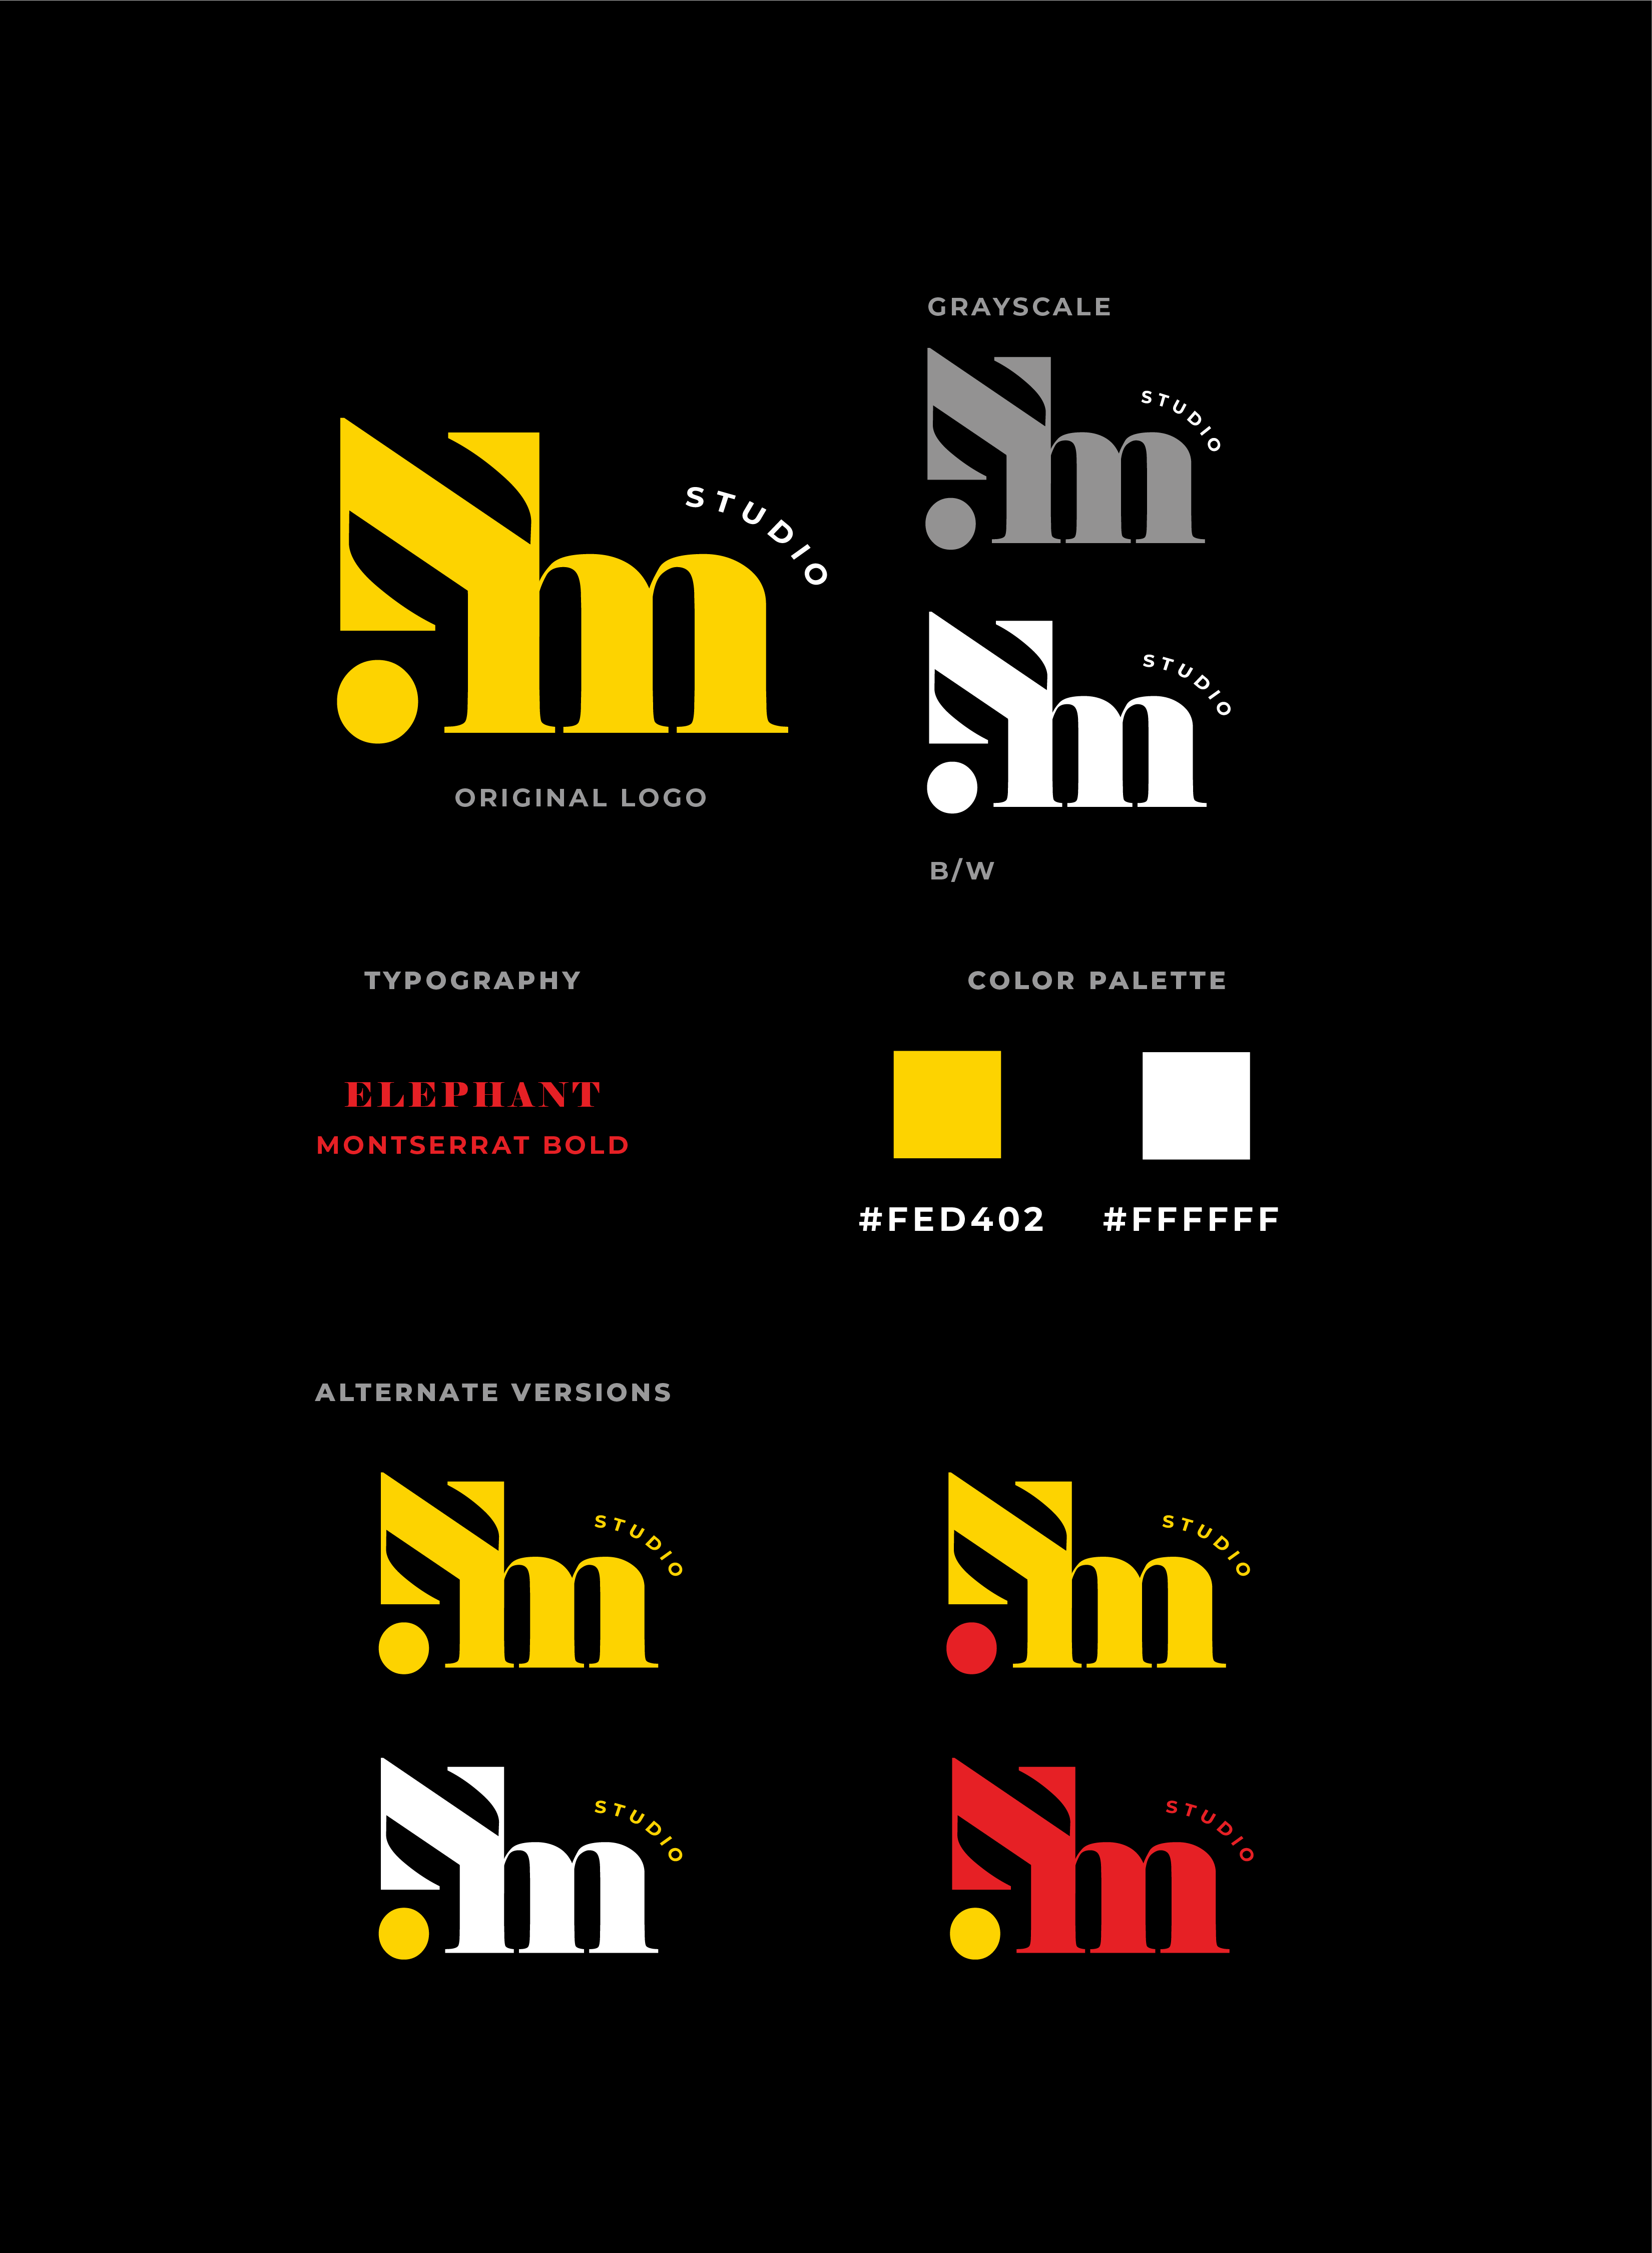 GRAYSCALE
STUDIO
m
STUDIO
m
ORIGINAL LOGO
STUDIO
m
B/W
TYPOGRAPHY
COLOR PALETTE
ELEPHANT
MONTSERRAT BOLD
#FED402
#FFFFFF
ALTERNATE VERSIONS
STUDIO
m
STUDIO
m
STUDIO
m
STUDIO
m